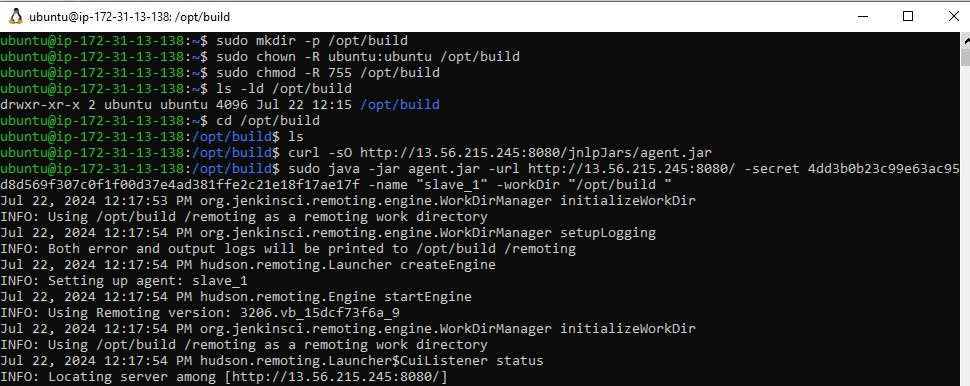 ubuntu@ip-172-31-13-138: /opt/build
ubuntu@ip-172-31-13-138:~$ sudo mkdir -p /opt/build
ubuntu@ip-172-31-13-138:~$ sudo chown -R ubuntu:ubuntu /opt/build
ubuntu@ip-172-31-13-138:~$ sudo chmod -R 755 /opt/build
ubuntu@ip-172-31-13-138:~$ ls -ld /opt/build
drwxr-xr-x 2 ubuntu ubuntu 4096 Jul 22 12:15 /opt/build
ubuntu@ip-172-31-13-138:~$ cd /opt/build
ubuntu@ip-172-31-13-138:/opt/build$ ls
ubuntu@ip-172-31-13-138:/opt/build$ curl -sO http://13.56.215.245:8080/jnlpJars/agent.jar
ubuntu@ip-172-31-13-138:/opt/build$ sudo java -jar agent.jar -url http://13.56.215.245:8080/ -secret 4dd3b0b23c99e63ac95
d8d569f307c0f1f00d37e4ad381ffe2c21e18f17ae17f -name "slave_1" -workDir "/opt/build "
Jul 22, 2024 12:17:53 PM org.jenkinsci.remoting.engine.WorkDirManager initializeWorkDir
INFO: Using /opt/build /remoting as a remoting work directory
Jul 22, 2024 12:17:54 PM org.jenkinsci.remoting.engine.WorkDirManager setupLogging
INFO: Both error and output logs will be printed to /opt/build /remoting
Jul 22, 2024 12:17:54 PM hudson.remoting.Launcher createEngine
INFO: Setting up agent: slave_1
Jul 22, 2024 12:17:54 PM hudson.remoting.Engine startEngine
INFO: Using Remoting version: 3206.vb_15dcf73f6a_9
Jul 22, 2024 12:17:54 PM org.jenkinsci.remoting.engine.WorkDirManager initializeWorkDir
INFO: Using /opt/build /remoting as a remoting work directory
Jul 22, 2024 12:17:54 PM hudson.remoting.Launcher$CuiListener status
INFO: Locating server among [http://13.56.215.245:8080/]